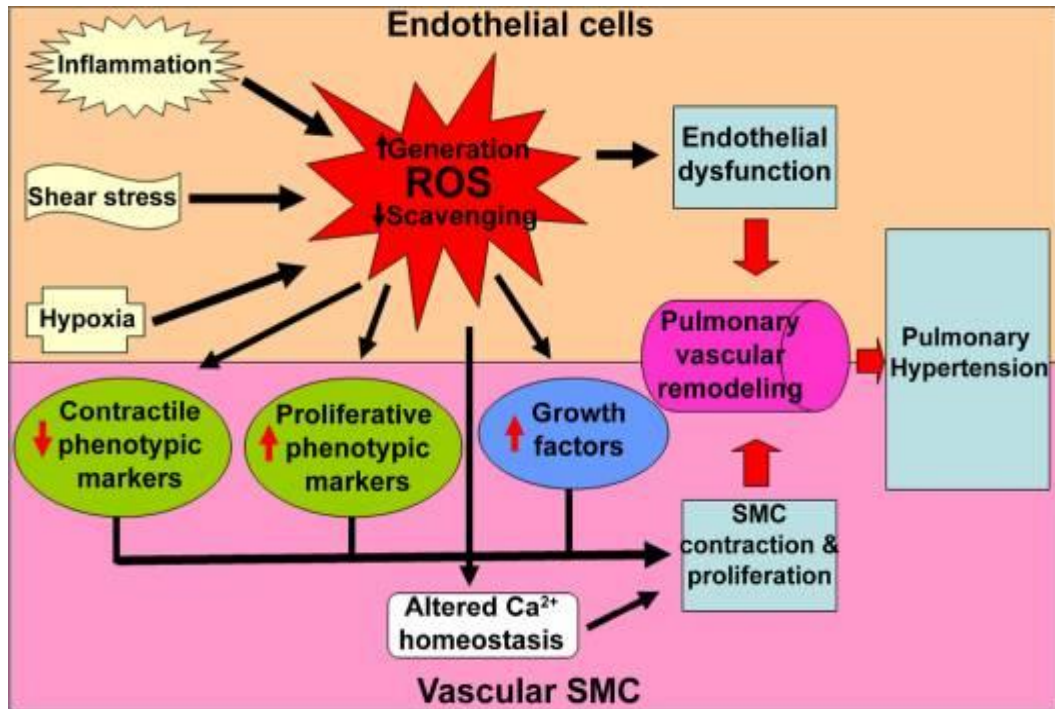 Endothelial cells
Inflammation
Shear stress
Hypoxia
↑Generation
ROS
↓Scavenging
Endothelial
dysfunction
Pulmonary
vascular
remodeling
Pulmonary
Hypertension
Contractile
phenotypic
markers
Proliferative
phenotypic
markers
Growth
factors
SMC
contraction &
proliferation
Altered Ca²⁺
homeostasis
Vascular SMC